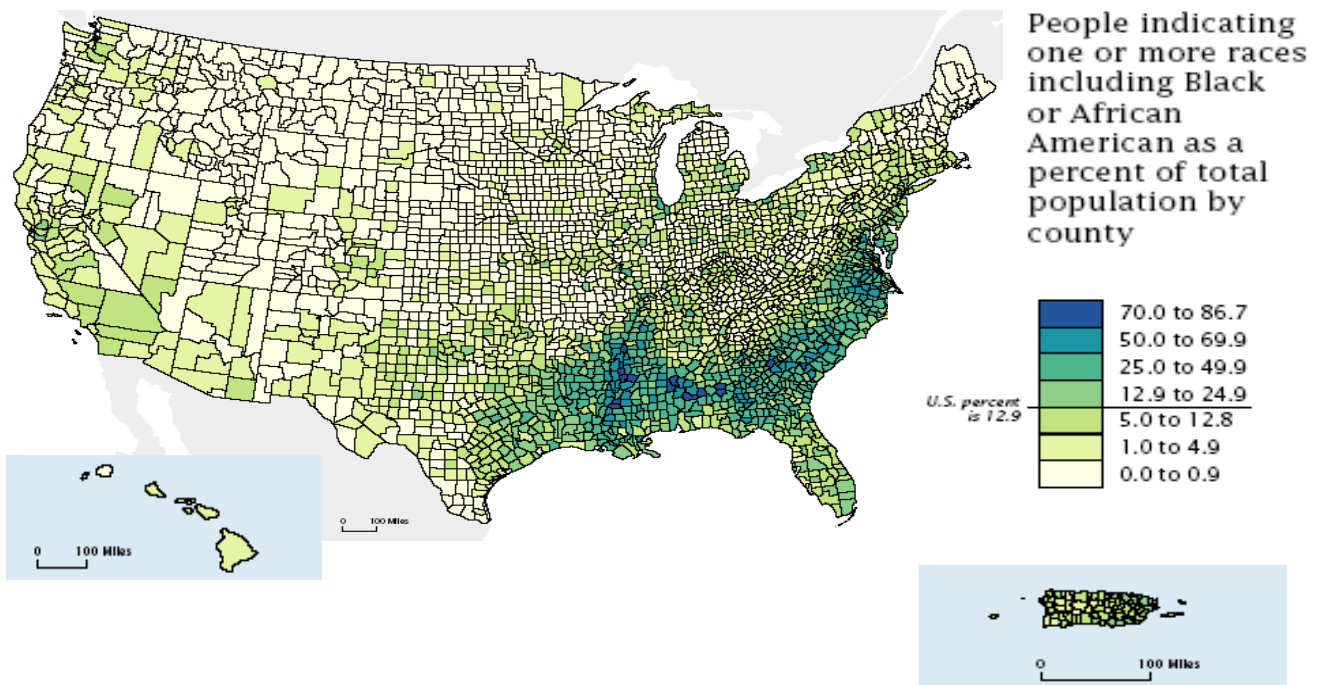 People indicating
one or more races
including Black
or African
American as a
percent of total
population by
county
70.0 to 86.7
50.0 to 69.9
25.0 to 49.9
12.9 to 24.9
U.S. percent
is 12.9
5.0 to 12.8
1.0 to 4.9
0.0 to 0.9
0 100 Miles
0 100 Miles
0 100 Miles